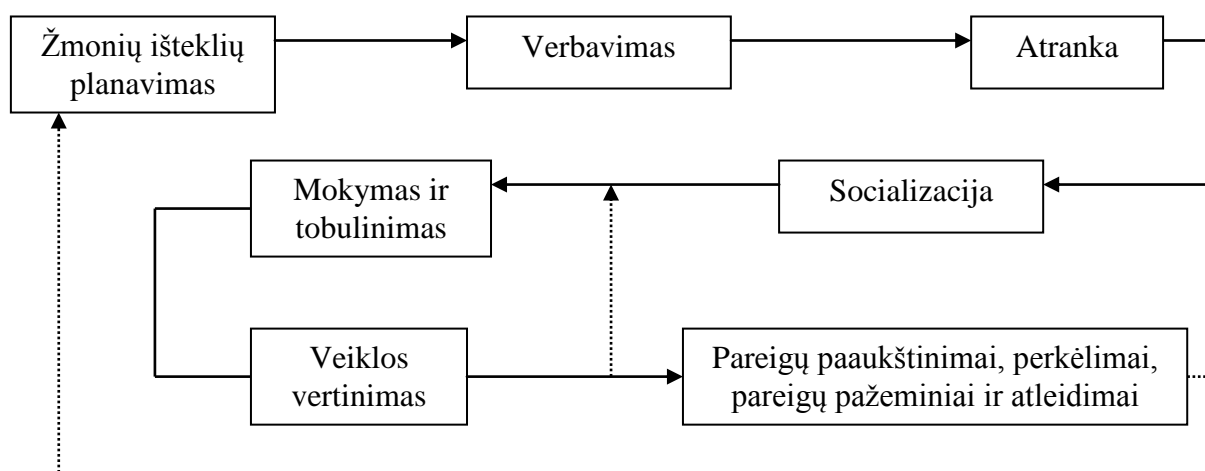 Žmonių išteklių
planavimas
Verbavimas
Atranka
Mokymas ir
tobulinimas
Socializacija
Veiklos
vertinimas
Pareigų paaukštinimai, perkėlimai,
pareigų pažeminiai ir atleidimai